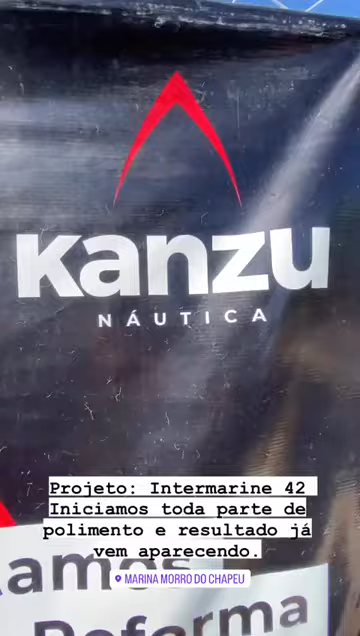 Kanzu
NÁUTICA
Projeto: Intermarine 42
Iniciamos toda parte de
polimento e resultado já
vem aparecendo.
MARINA MORRO DO CHAPEU
Reforma